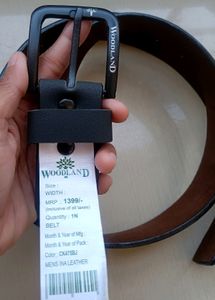 WOODLAND
WOODLAND
Size :
WIDTH :
MRP : 1399/-
(inclusive of all taxes)
Quantity : 1N
BELT
Month & Year of Mfg :
Month & Year of Pack :
Color :
MENS INA LEATHER